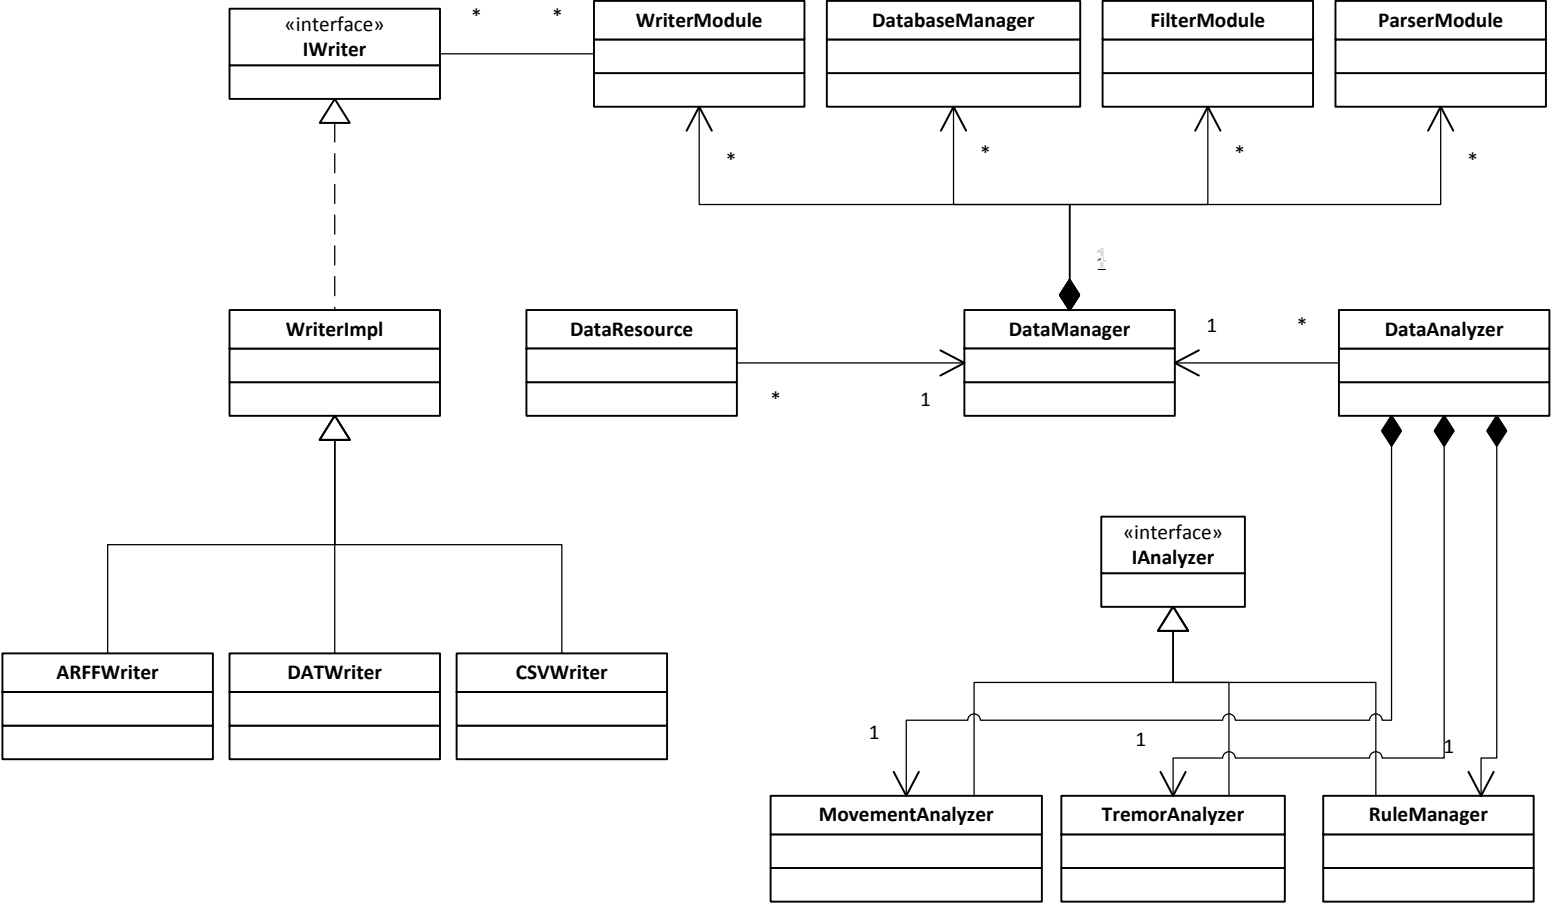 «interface»
IWriter
*
*
WriterModule
DatabaseManager
FilterModule
ParserModule
*
*
*
*
1
WriterImpl
DataResource
DataManager
1
*
DataAnalyzer
*
1
«interface»
IAnalyzer
ARFFWriter
DATWriter
CSVWriter
1
1
1
MovementAnalyzer
TremorAnalyzer
RuleManager